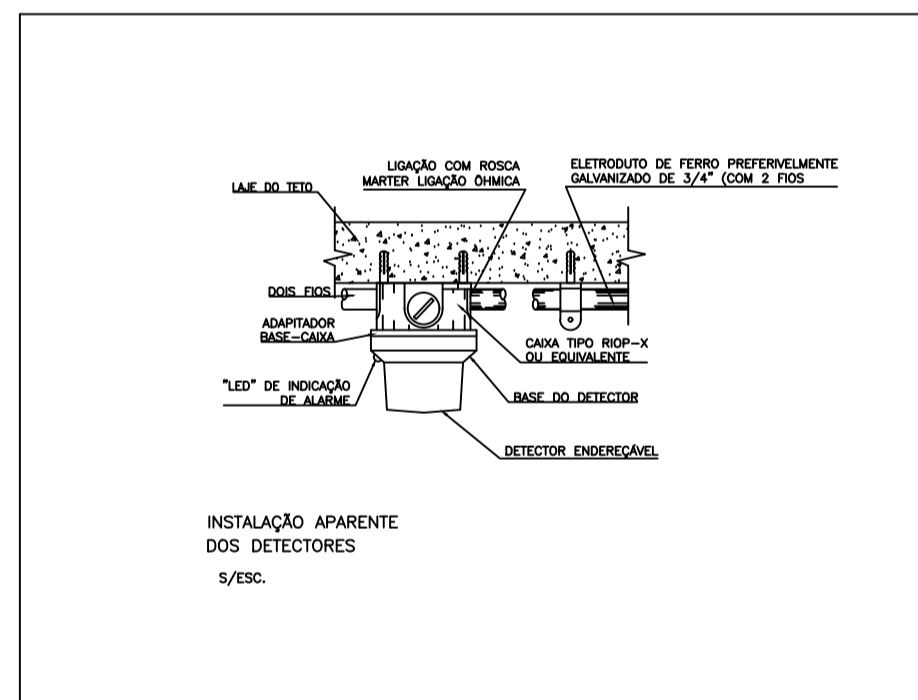 LIGAÇÃO COM ROSCA
MARTER LIGAÇÃO ÔHMICA
ELETRODUTO DE FERRO PREFERIVELMENTE
GALVANIZADO DE 3/4" (COM 2 FIOS
LAJE DO TETO
DOIS FIOS
ADAPITADOR
BASE-CAIXA
CAIXA TIPO RIOP-X
OU EQUIVALENTE
"LED" DE INDICAÇÃO
DE ALARME
BASE DO DETECTOR
DETECTOR ENDEREÇÁVEL
INSTALAÇÃO APARENTE
DOS DETECTORES
S/ESC.